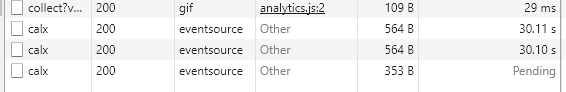 collect?v... 200 gif analytics.js:2 109 B 29 ms
calx 200 eventsource Other 564 B 30.11 s
calx 200 eventsource Other 564 B 30.10 s
calx 200 eventsource Other 353 B Pending